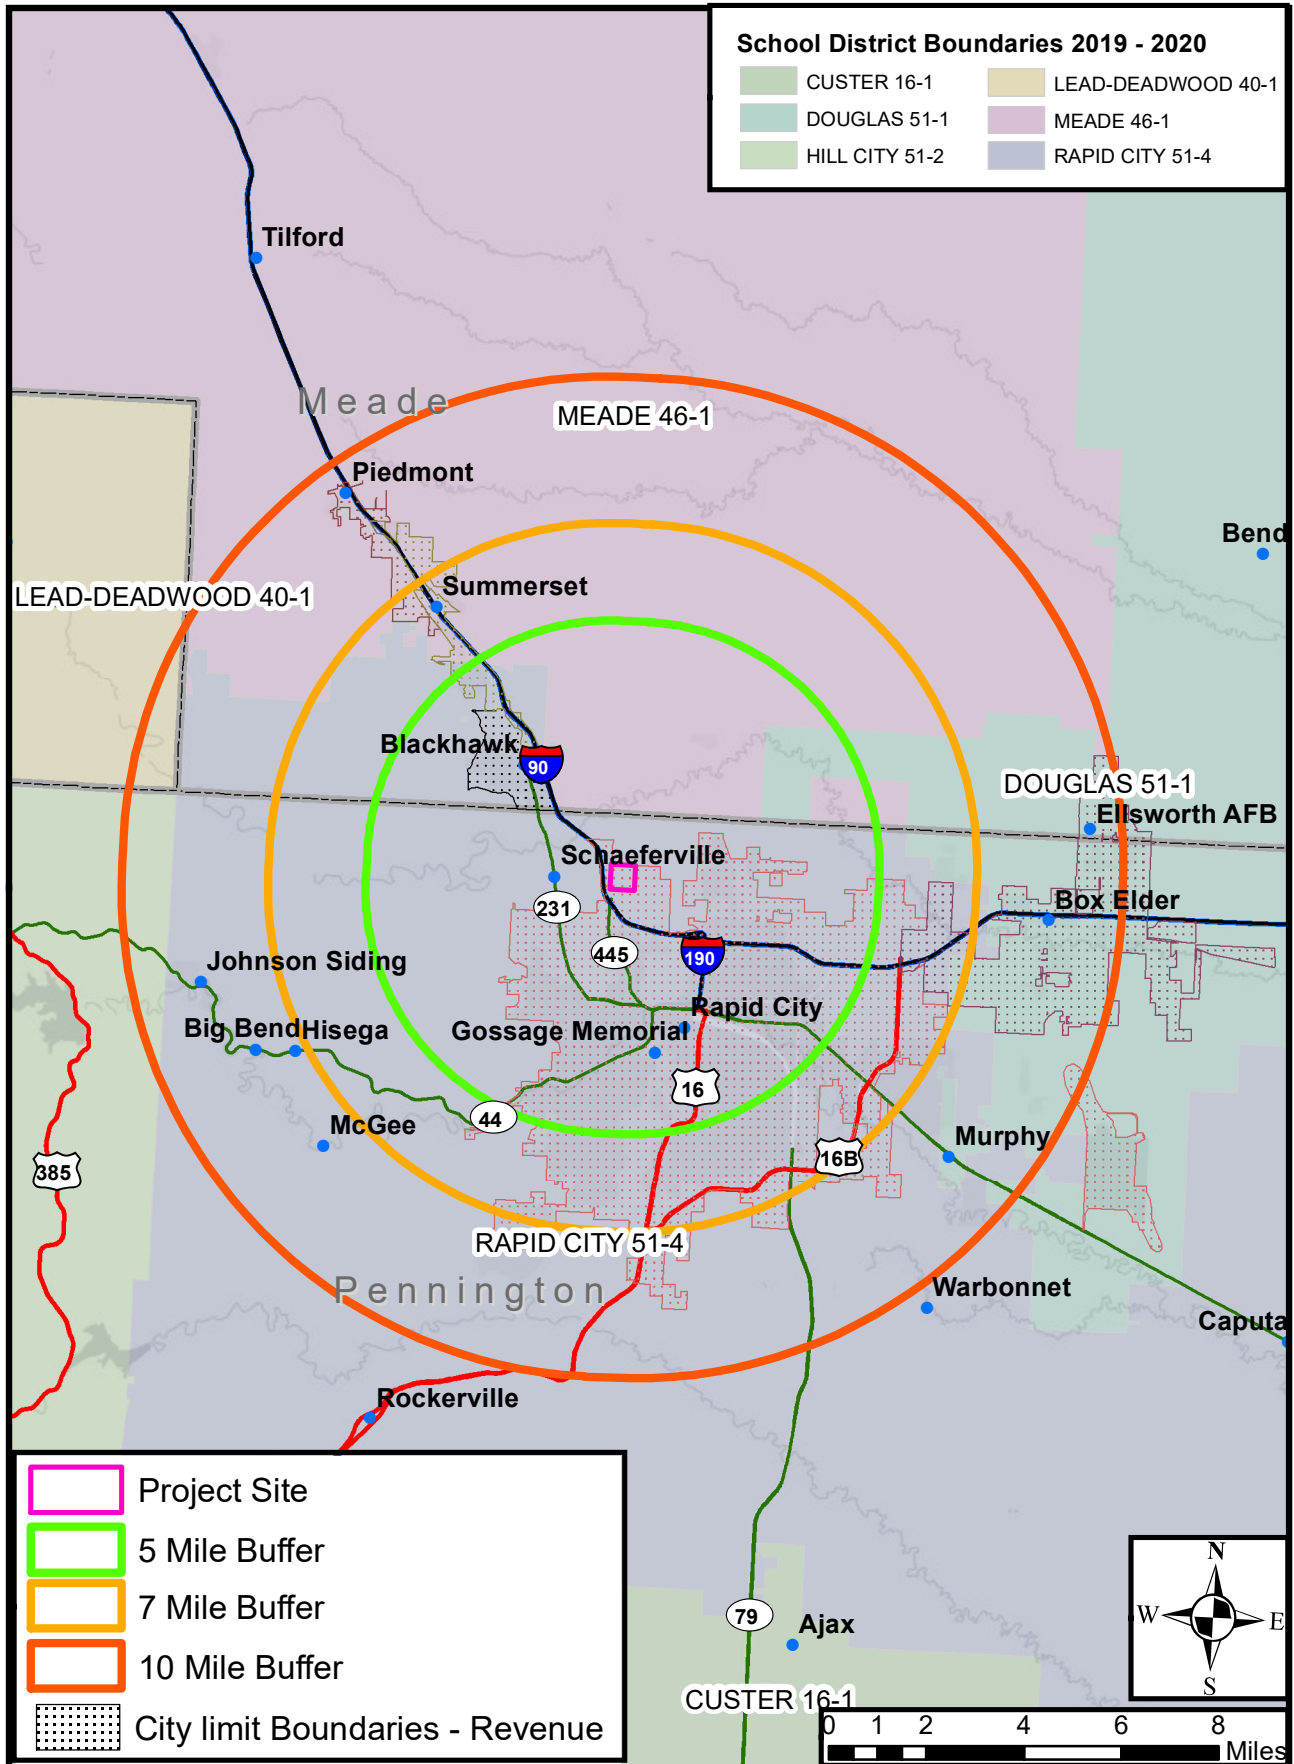 School District Boundaries 2019 - 2020
CUSTER 16-1
LEAD-DEADWOOD 40-1
DOUGLAS 51-1
MEADE 46-1
HILL CITY 51-2
RAPID CITY 51-4
Tilford
Meade
MEADE 46-1
Piedmont
Bend
Summerset
LEAD-DEADWOOD 40-1
Blackhawk
90
DOUGLAS 51-1
Ellsworth AFB
Schaeferville
231
Box Elder
445
190
Johnson Siding
Rapid City
Big Bend
Hisega
Gossage Memorial
16
44
McGee
Murphy
16B
385
RAPID CITY 51-4
Pennington
Warbonnet
Caputa
Rockerville
Project Site
5 Mile Buffer
7 Mile Buffer
10 Mile Buffer
City limit Boundaries - Revenue
79
Ajax
CUSTER 16-1
N
W
E
S
0 1 2 4 6 8
Miles